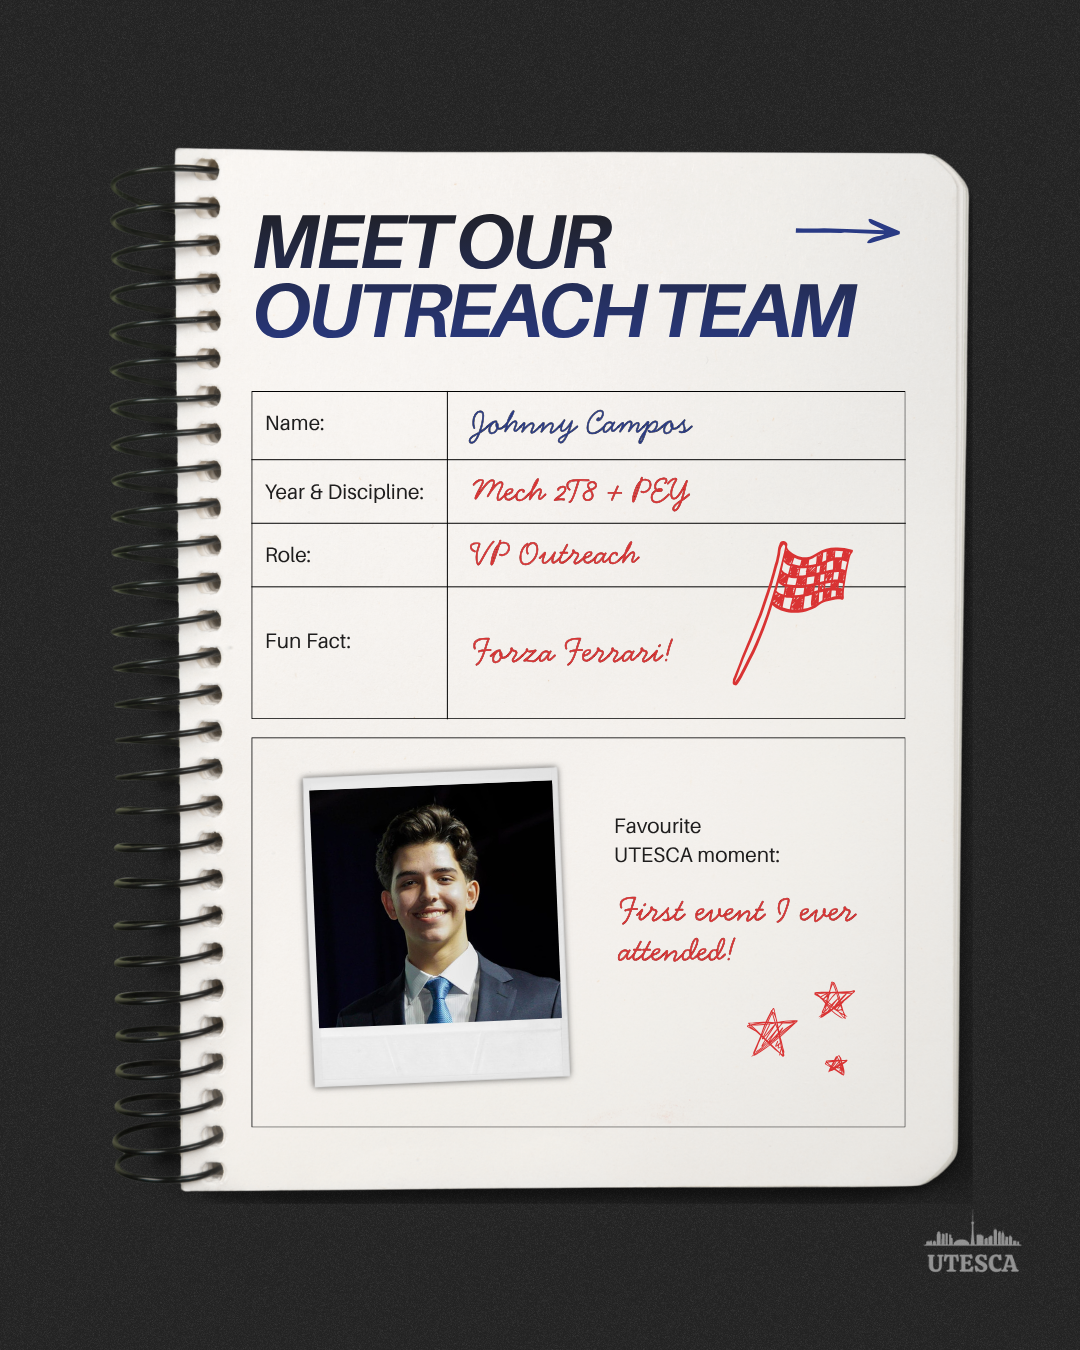 MEET OUR
OUTREACH TEAM
Name: Johnny Campos
Year & Discipline: Mech 2T8 + PEY
Role: VP Outreach
Fun Fact: Forza Ferrari!
Favourite
UTESCA moment:
First event I ever
attended!
UTESCA